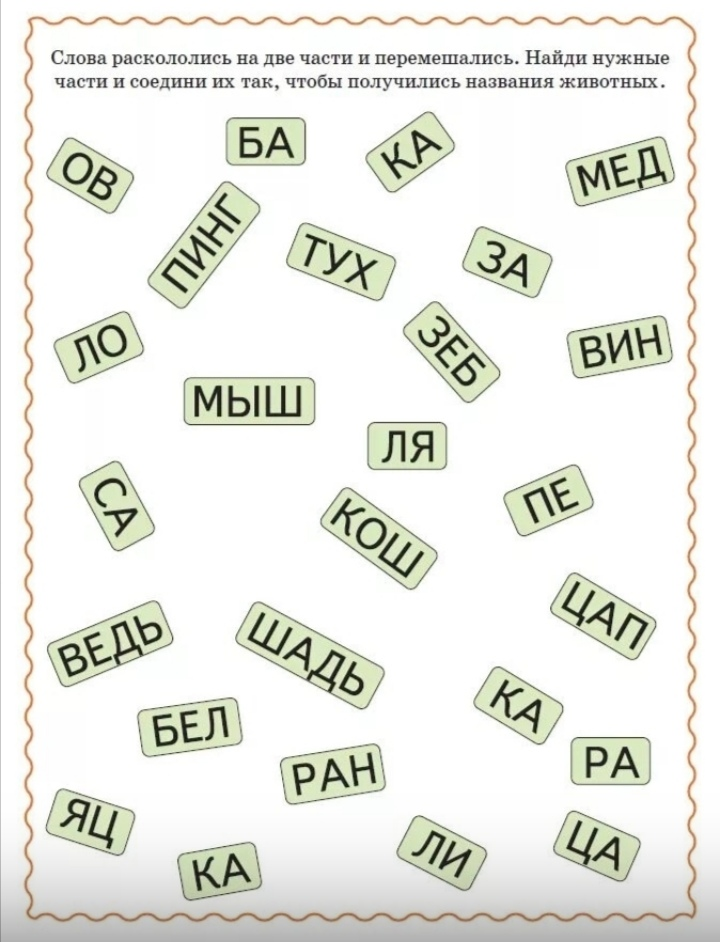 Слова раскололись на две части и перемешались. Найди нужные
части и соедини их так, чтобы получились названия животных.
БА
КА
ОВ
МЕД
ПИНГ
ТУХ
ЗА
ЛО
ЗЕБ
ВИН
МЫШ
ЛЯ
СА
КОШ
ПЕ
ЦАП
ВЕДЬ
ШАДЬ
КА
БЕЛ
РАН
РА
ЯЦ
КА
ЛИ
ЦА